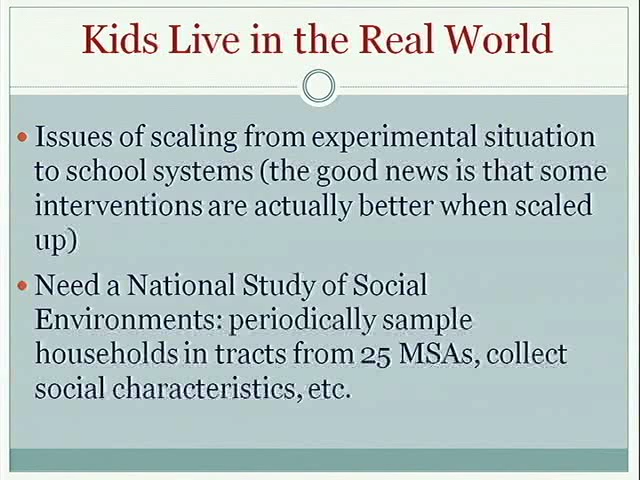 Kids Live in the Real World
Issues of scaling from experimental situation
to school systems (the good news is that some
interventions are actually better when scaled
up)
Need a National Study of Social
Environments: periodically sample
households in tracts from 25 MSAs, collect
social characteristics, etc.